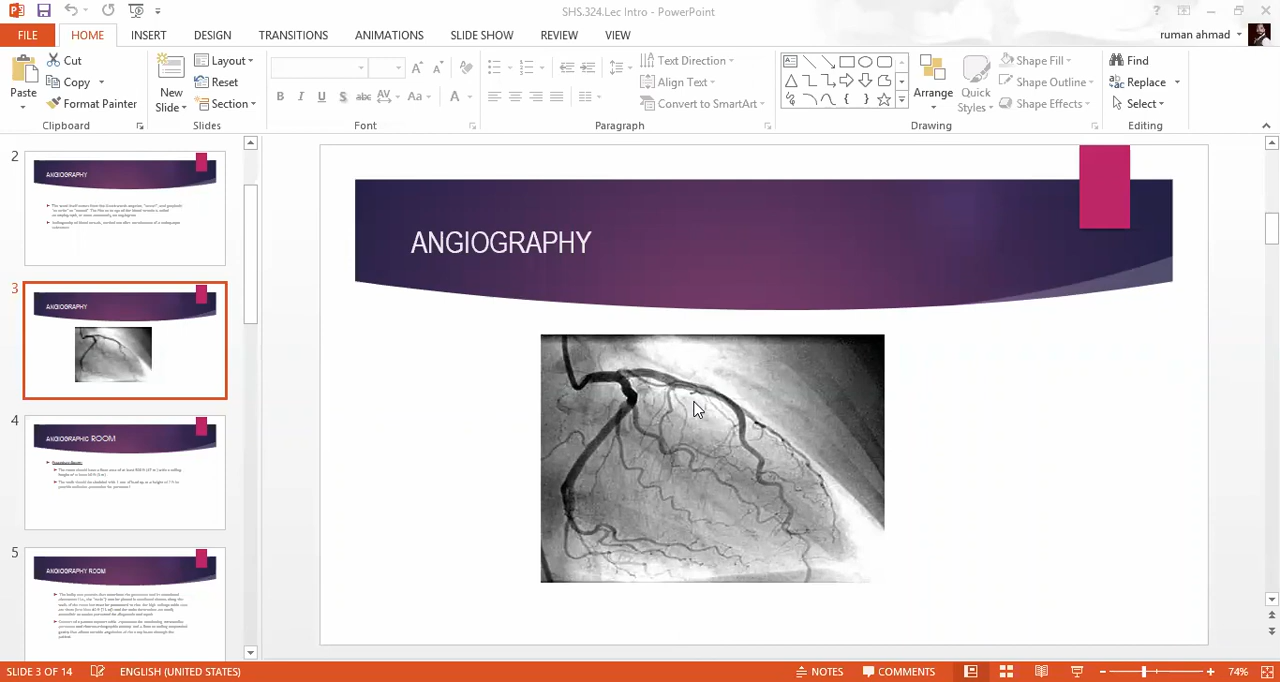 SHS.324.Lec Intro - PowerPoint
FILE HOME INSERT DESIGN TRANSITIONS ANIMATIONS SLIDE SHOW REVIEW VIEW
ruman ahmad
Paste
Cut
Copy
Format Painter
Clipboard
New
Slide
Layout
Reset
Section
Slides
B I U S abc AV Aa A
Font
Text Direction
Align Text
Convert to SmartArt
Paragraph
Arrange
Quick
Styles
Shape Fill
Shape Outline
Shape Effects
Drawing
Find
Replace
Select
Editing
2
ANGIOGRAPHY
3
ANGIOGRAPHY
4
ANGIOGRAPHIC ROOM
5
ANGIOGRAPHY ROOM
ANGIOGRAPHY
SLIDE 3 OF 14 ENGLISH (UNITED STATES) NOTES COMMENTS 74%